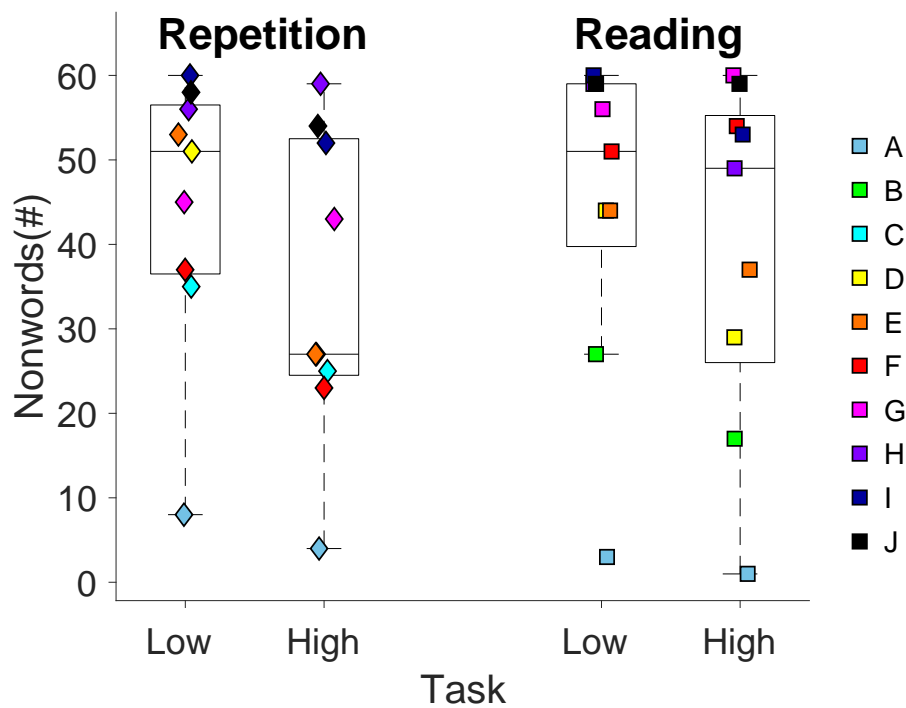 Repetition Reading
60
50
40
30
20
10
0
Nonwords(#)
Low High Low High
Task
A
B
C
D
E
F
G
H
I
J